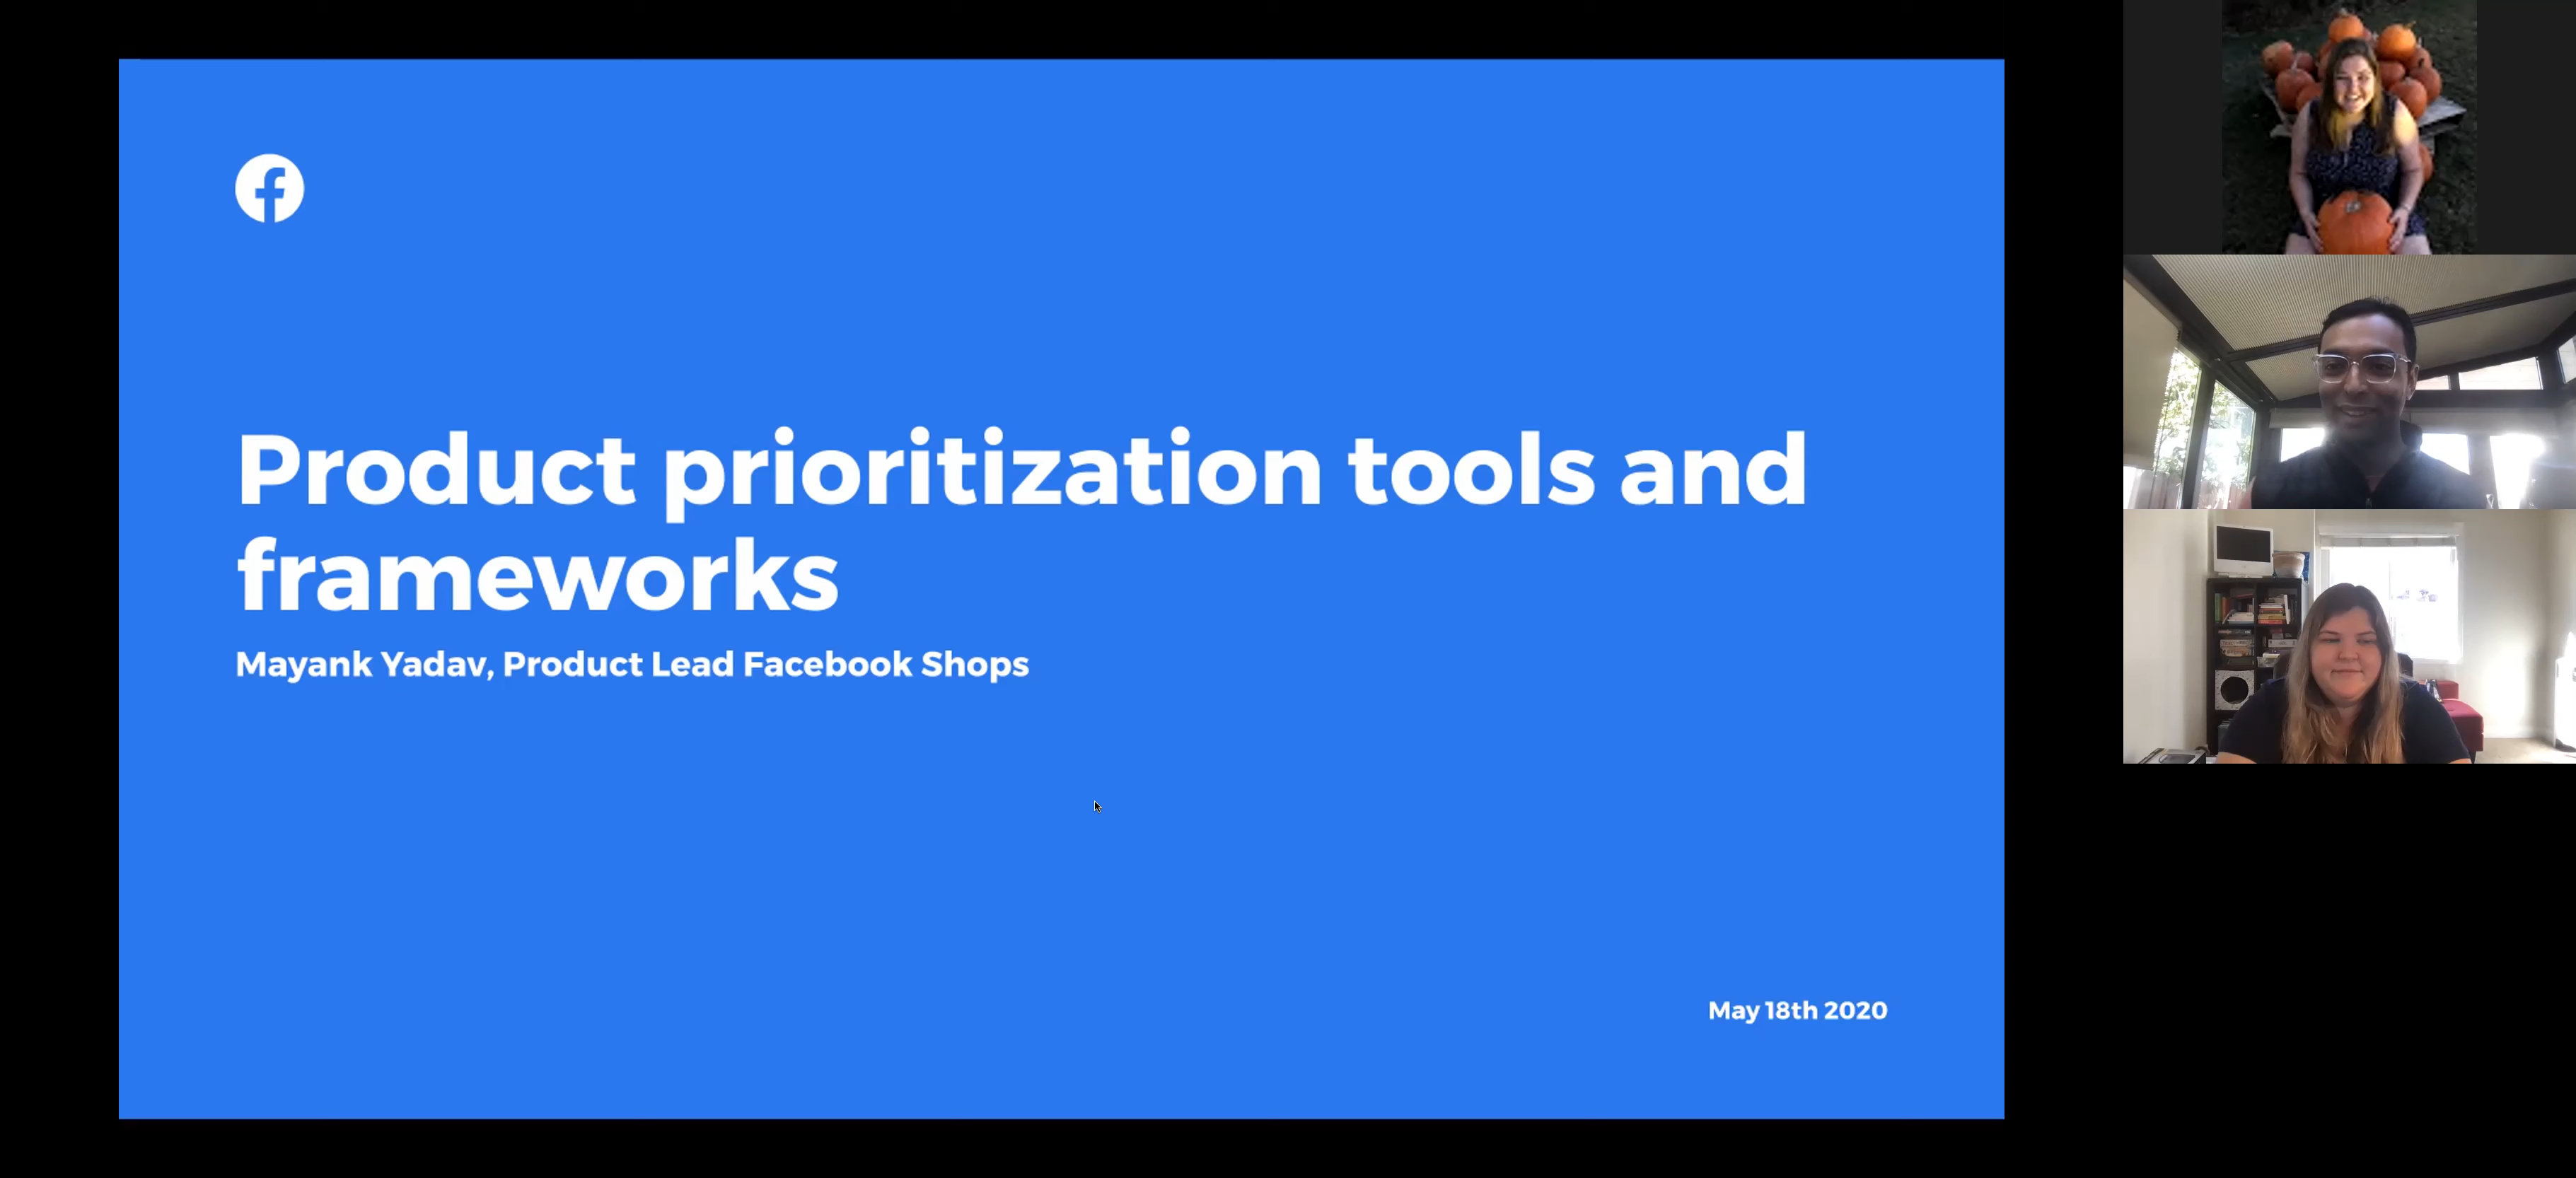 Product prioritization tools and
frameworks
Mayank Yadav, Product Lead Facebook Shops
May 18th 2020